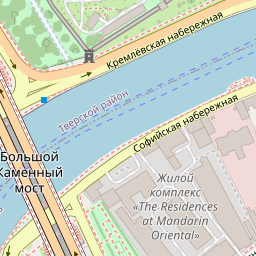 Кремлёвская набережная
Тверской район
Софийская набережная
Большой
Каменный
мост
Жилой
комплекс
«The Residences
at Mandarin
Oriental»